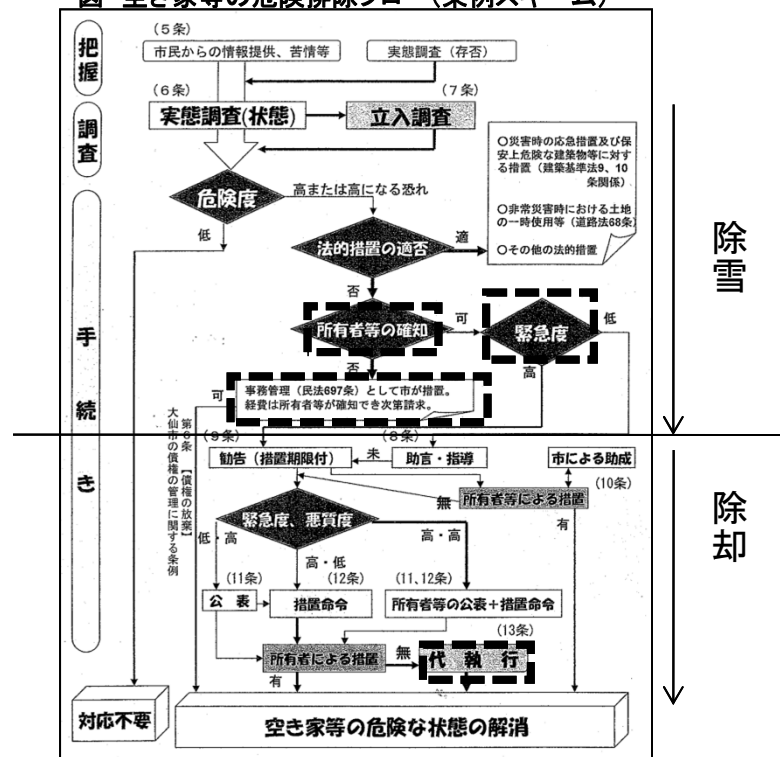 図 空き家等の危険排除フロー(条例スキーム)
把握
(5条)
市民からの情報提供、苦情等
実態調査(存否)
調査
(6条)
実態調査(状態)
(7条)
立入調査
○災害時の応急措置及び保
安上危険な建築物等に対す
る措置(建築基準法9、10
条関係)
○非常災害時における土地
の一時使用等(道路法68条)
○その他の法的措置
手続き
危険度
高または高になる恐れ
低
法的措置の適否
適
否
所有者等の確知
可
緊急度
低
否
高
可
事務管理(民法697条)として市が措置。
経費は所有者等が確知でき次第請求。
除雪
第6条 【債権の放棄】
大仙市の債権の管理に関する条例
(9条)
勧告(措置期限付)
未
(8条)
助言・指導
市による助成
(10条)
無
所有者等による措置
有
緊急度、悪質度
低・高
高・低
高・高
(11条)
公 表
(12条)
措置命令
(11,12条)
所有者等の公表+措置命令
(13条)
所有者による措置
無
代 執 行
有
除却
対応不要
空き家等の危険な状態の解消